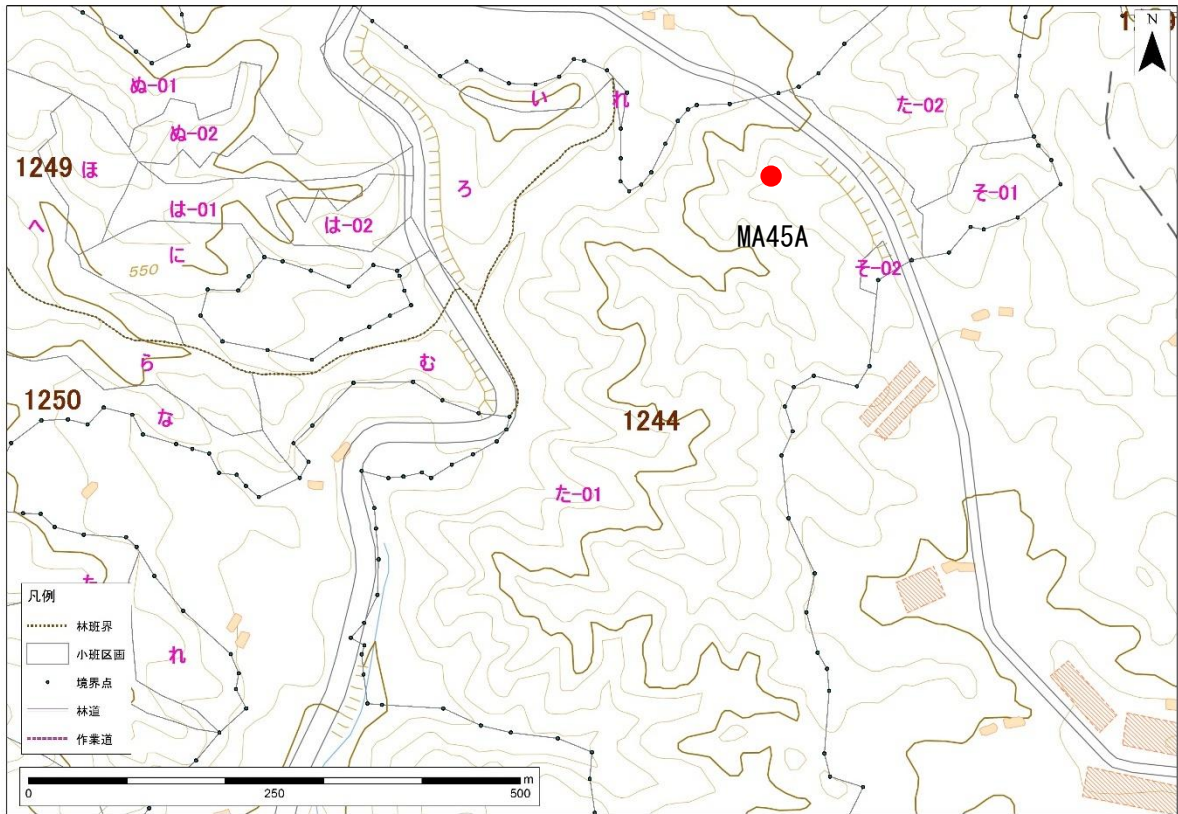 N
ぬ-01
い
れ
た-02
ぬ-02
1249
ほ
ろ
そ-01
は-01
は-02
へ
に
MA45A
550
そ-02
ら
む
1250
な
1244
た-01
凡例
林班界
小班区画
境界点
林道
作業道
れ
m
0
250
500